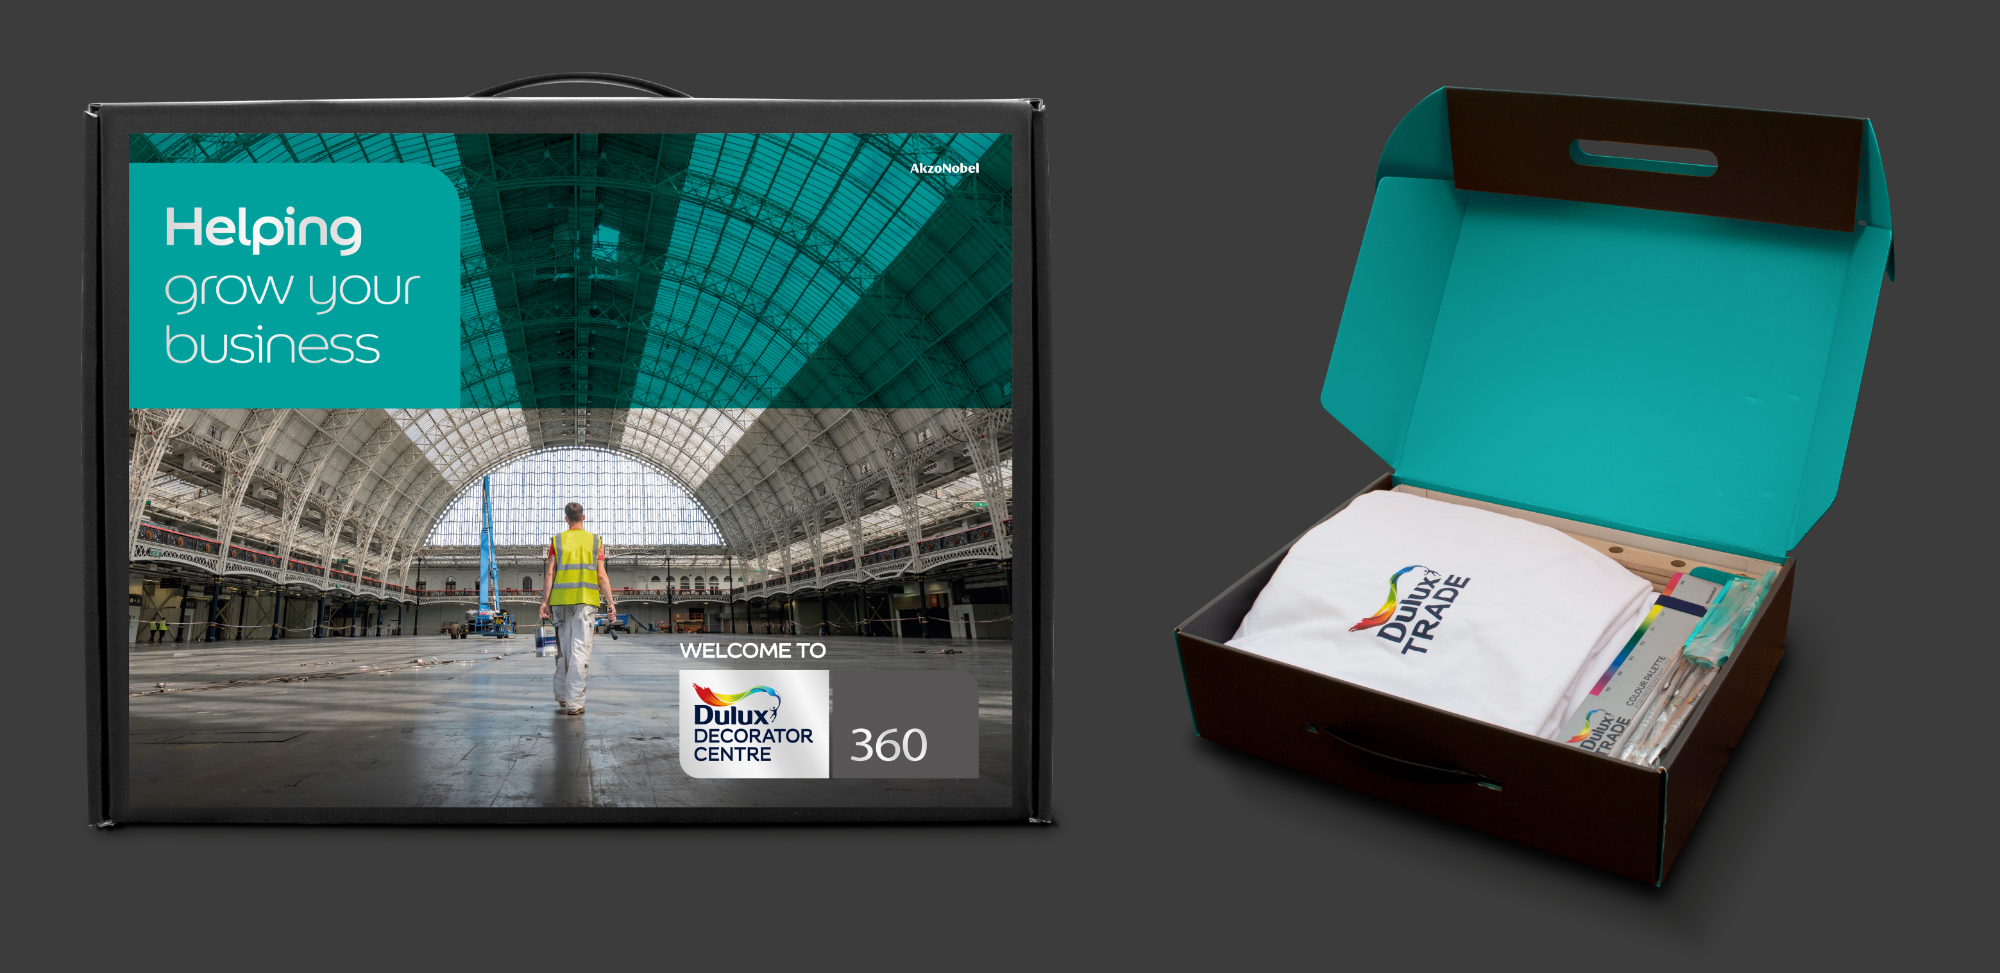 AkzoNobel
Helping
grow your
business
WELCOME TO
Dulux
DECORATOR
CENTRE
360
Dulux
TRADE
COLOUR PALETTE
Dulux
TRADE